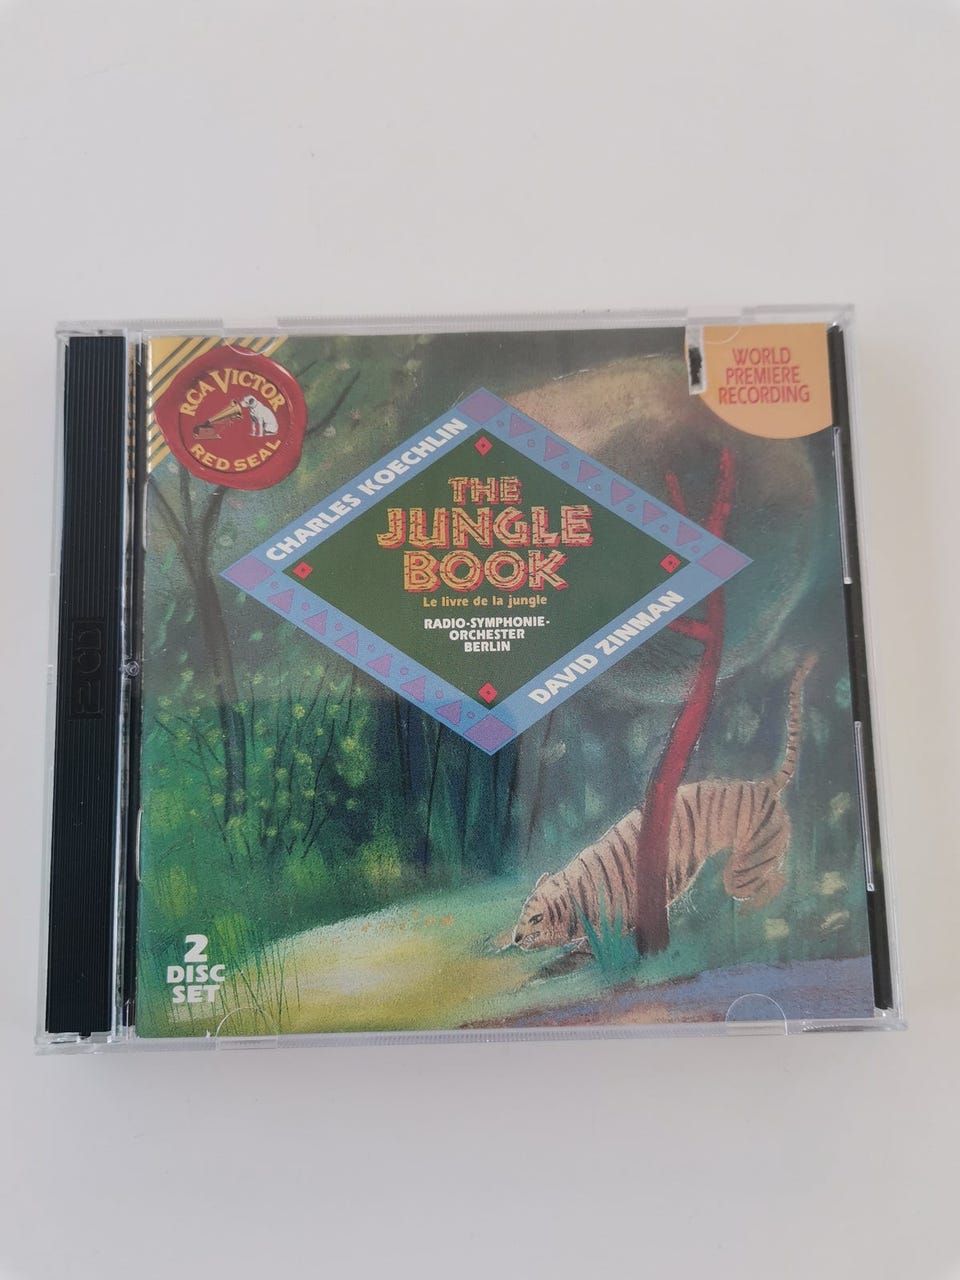 RCA VICTOR
RED SEAL
WORLD
PREMIERE
RECORDING
CHARLES KOECHLIN
THE
JUNGLE
BOOK
Le livre de la jungle
RADIO-SYMPHONIE-
ORCHESTER
BERLIN
DAVID ZINMAN
2
DISC
SET
2CD